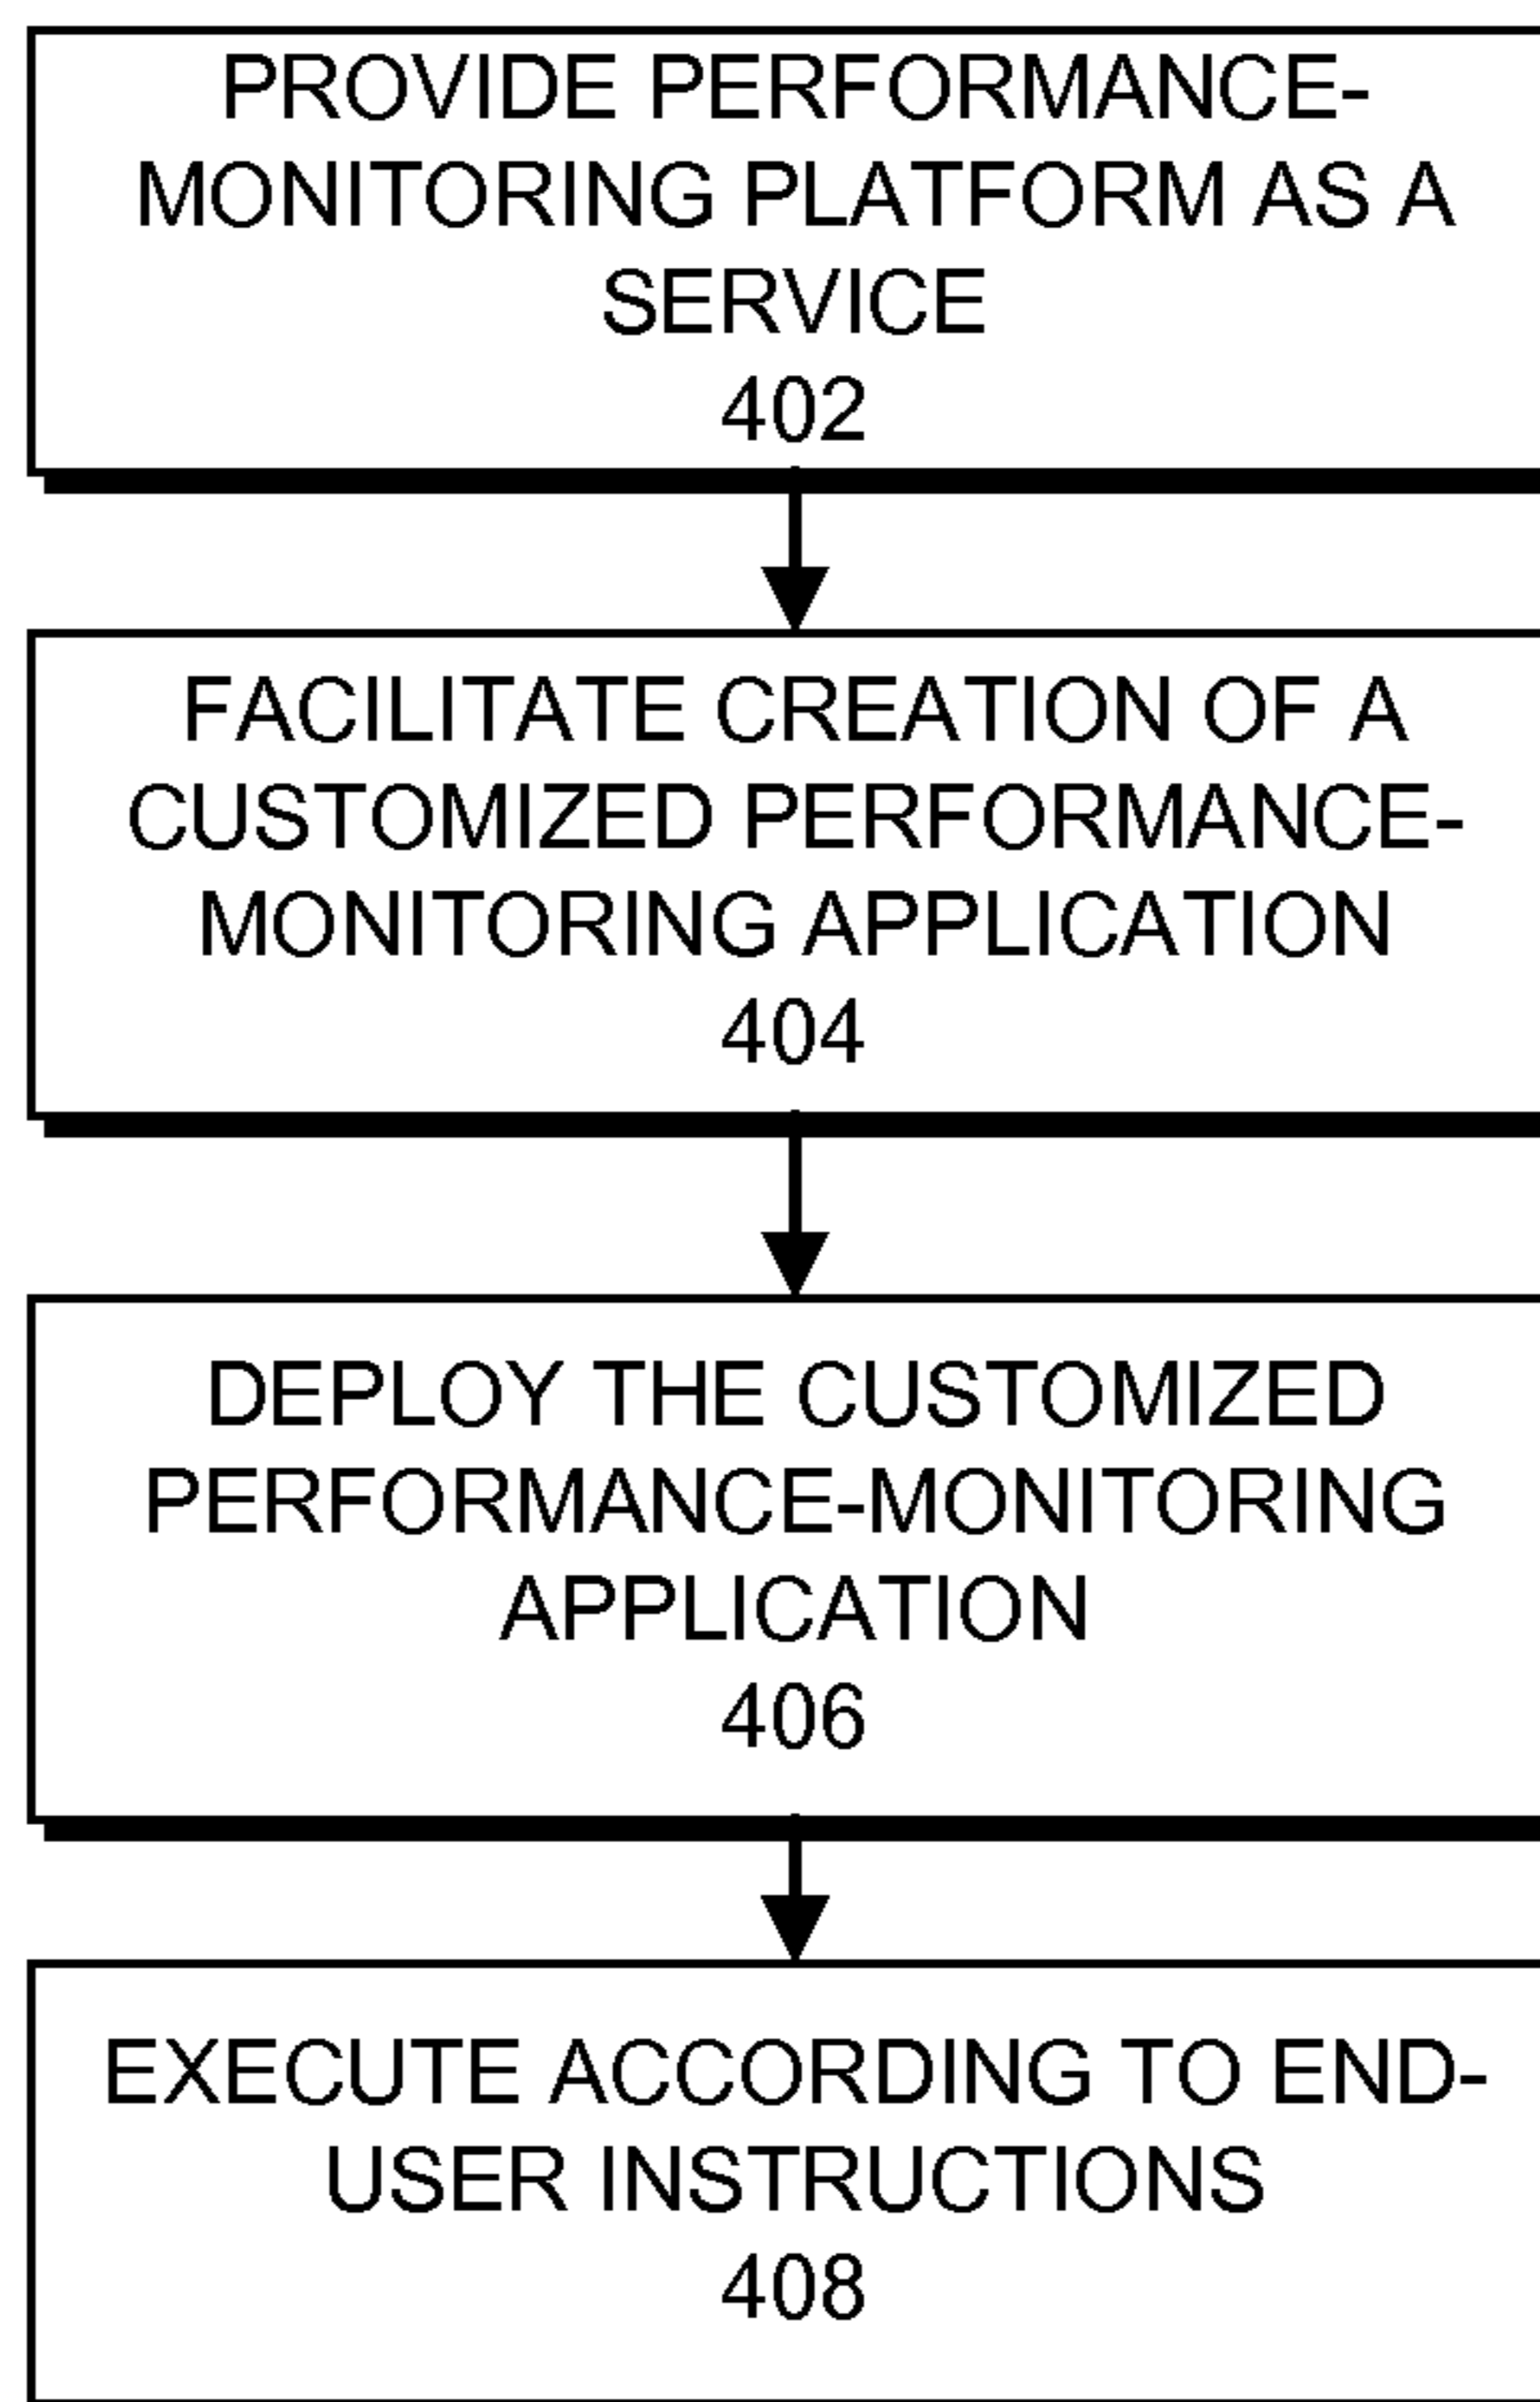 PROVIDE PERFORMANCE-
MONITORING PLATFORM AS A
SERVICE
402
FACILITATE CREATION OF A
CUSTOMIZED PERFORMANCE-
MONITORING APPLICATION
404
DEPLOY THE CUSTOMIZED
PERFORMANCE-MONITORING
APPLICATION
406
EXECUTE ACCORDING TO END-
USER INSTRUCTIONS
408